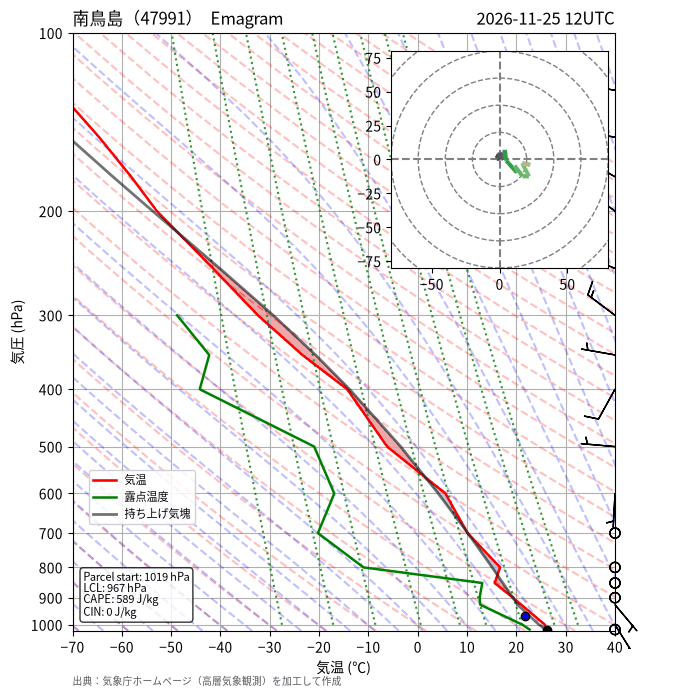 南鳥島（47991） Emagram
2026-11-25 12UTC
100
200
300
400
500
600
700
800
900
1000
気圧 (hPa)
−70
−60
−50
−40
−30
−20
−10
0
10
20
30
40
気温 (°C)
75
50
25
0
−25
−50
−75
−50
0
50
気温
露点温度
持ち上げ気塊
Parcel start: 1019 hPa
LCL: 967 hPa
CAPE: 589 J/kg
CIN: 0 J/kg
出典：気象庁ホームページ（高層気象観測）を加工して作成